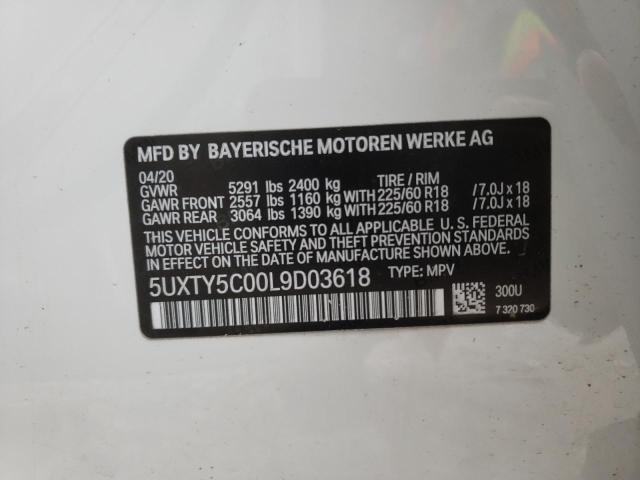 MFD BY BAYERISCHE MOTOREN WERKE AG
04/20
GVWR 5291 lbs 2400 kg TIRE / RIM
GAWR FRONT 2557 lbs 1160 kg WITH 225/60 R18 / 7.0J x 18
GAWR REAR 3064 lbs 1390 kg WITH 225/60 R18 / 7.0J x 18
THIS VEHICLE CONFORMS TO ALL APPLICABLE U. S. FEDERAL
MOTOR VEHICLE SAFETY AND THEFT PREVENTION STANDARDS
IN EFFECT ON THE DATE OF MANUFACTURE SHOWN ABOVE.
5UXTY5C00L9D03618 TYPE: MPV
300U
7 320 730